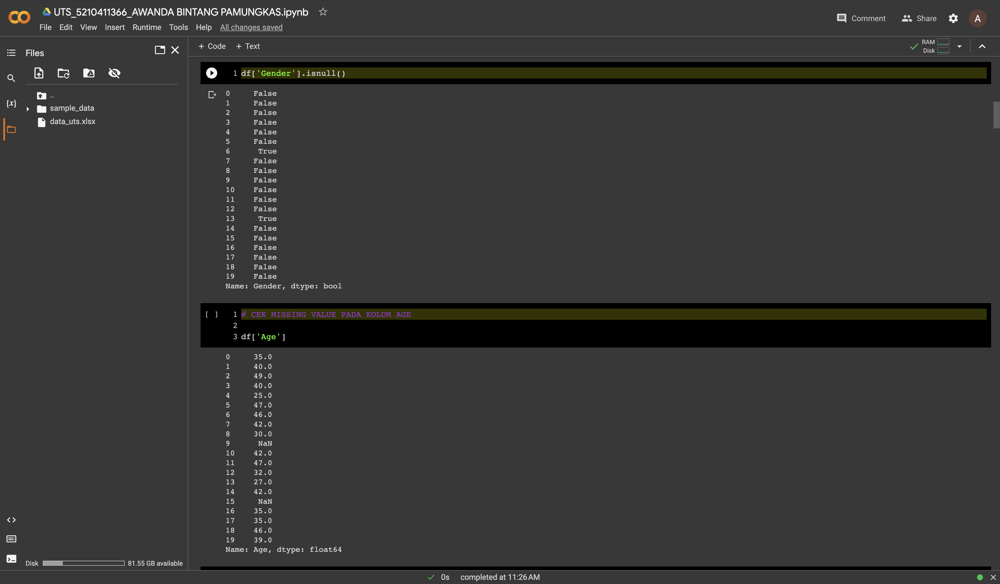 UTS_5210411366_AWANDA BINTANG PAMUNGKAS.ipynb
File Edit View Insert Runtime Tools Help All changes saved
Comment Share A
Files
+ Code + Text
RAM
Disk
{x}
..
sample_data
data_uts.xlsx
1 df['Gender'].isnull()
0 False
1 False
2 False
3 False
4 False
5 False
6 True
7 False
8 False
9 False
10 False
11 False
12 False
13 True
14 False
15 False
16 False
17 False
18 False
19 False
Name: Gender, dtype: bool
[ ] 1 # CEK MISSING VALUE PADA KOLOM AGE
2
3 df['Age']
0 35.0
1 40.0
2 49.0
3 40.0
4 25.0
5 47.0
6 46.0
7 42.0
8 30.0
9 NaN
10 42.0
11 47.0
12 32.0
13 27.0
14 42.0
15 NaN
16 35.0
17 35.0
18 46.0
19 39.0
Name: Age, dtype: float64
Disk 81.55 GB available
0s completed at 11:26 AM